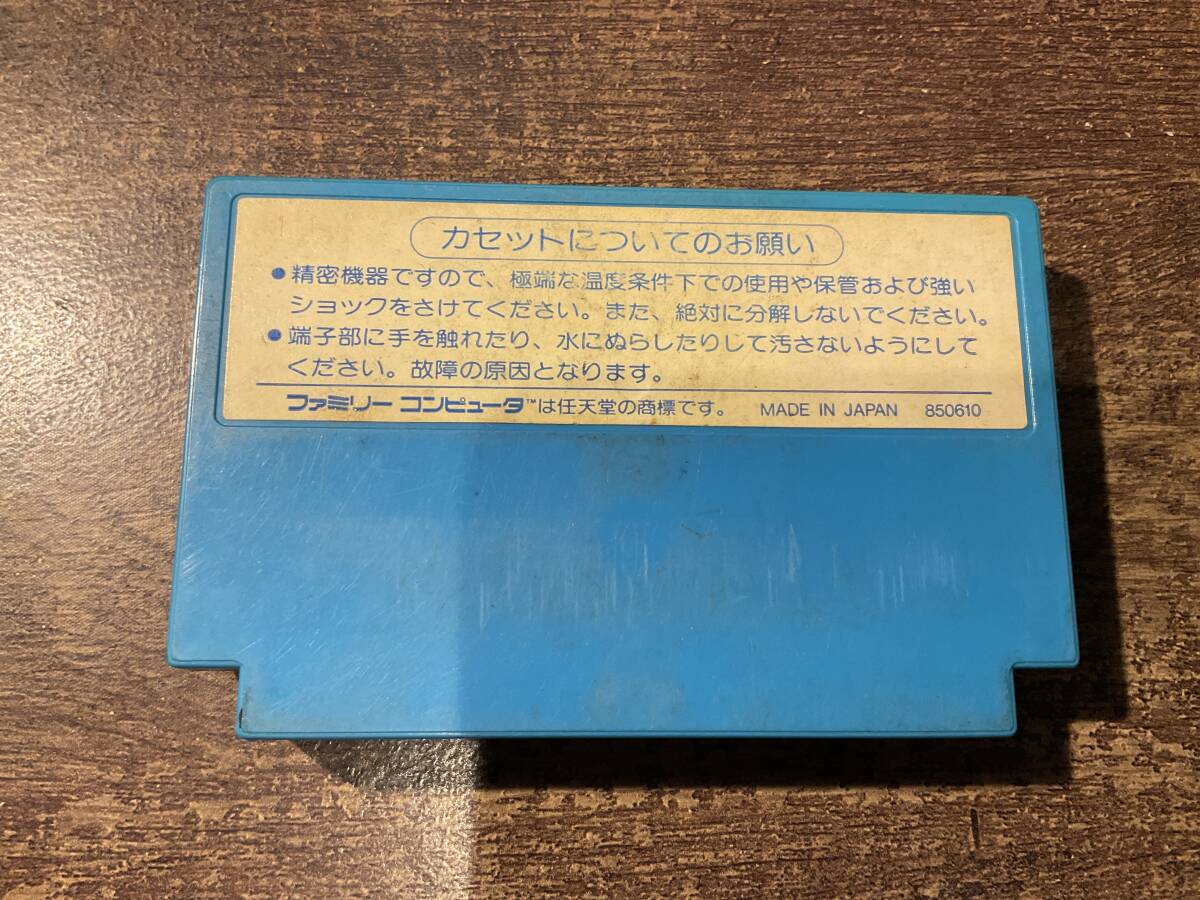 カセットについてのお願い
●精密機器ですので、極端な温度条件下での使用や保管および強い
ショックをさけてください。また、絶対に分解しないでください。
●端子部に手を触れたり、水にぬらしたりして汚さないようにして
ください。故障の原因となります。
ファミリーコンピュータ™は任天堂の商標です。 MADE IN JAPAN 850610